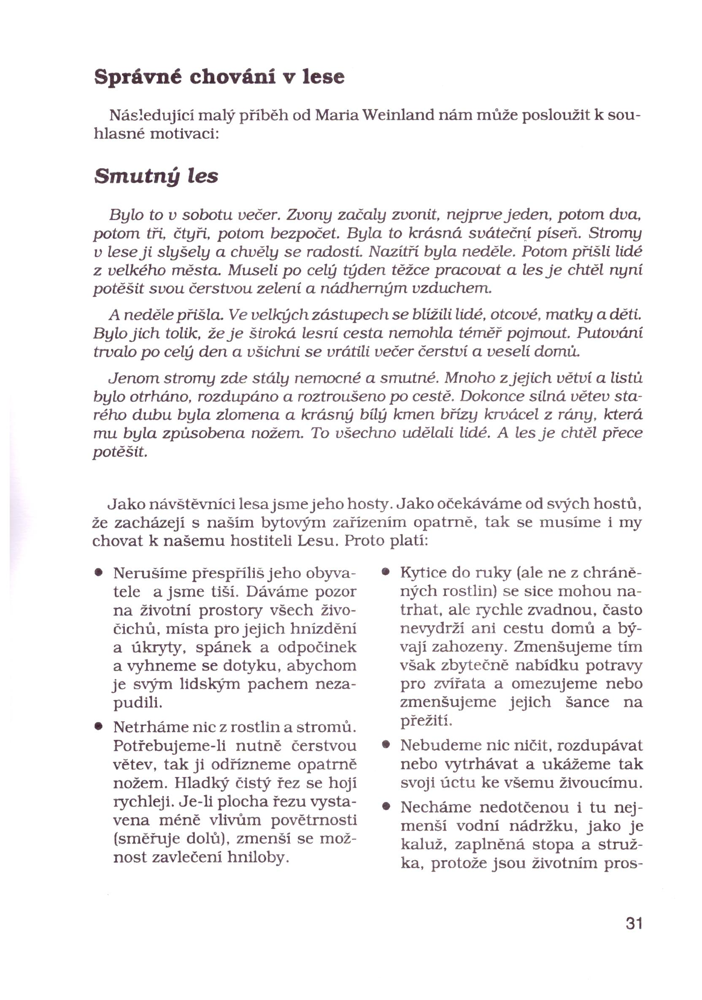 Správné chování v lese
Následující malý příběh od Maria Weinland nám může posloužit k sou-
hlasné motivaci:
Smutný les
Bylo to v sobotu večer. Zvony začaly zvonit, nejprve jeden, potom dva,
potom tři, čtyři, potom bezpočet. Byla to krásná sváteční píseň. Stromy
v lese ji slyšely a chvěly se radostí. Nazítří byla neděle. Potom přišli lidé
z velkého města. Museli po celý týden těžce pracovat a les je chtěl nyní
potěšit svou čerstvou zelení a nádherným vzduchem.
A neděle přišla. Ve velkých zástupech se blížili lidé, otcové, matky a děti.
Bylo jich tolik, že je široká lesní cesta nemohla téměř pojmout. Putování
trvalo po celý den a všichni se vrátili večer čerství a veselí domů.
Jenom stromy zde stály nemocné a smutné. Mnoho z jejich větví a listů
bylo otrháno, rozdupáno a roztroušeno po cestě. Dokonce silná větev sta-
rého dubu byla zlomena a krásný bílý kmen břízy krvácel z rány, která
mu byla způsobena nožem. To všechno udělali lidé. A les je chtěl přece
potěšit.
Jako návštěvníci lesa jsme jeho hosty. Jako očekáváme od svých hostů,
že zacházejí s naším bytovým zařízením opatrně, tak se musíme i my
chovat k našemu hostiteli Lesu. Proto platí:
• Nerušíme přespříliš jeho obyva-
tele a jsme tiší. Dáváme pozor
na životní prostory všech živo-
čichů, místa pro jejich hnízdění
a úkryty, spánek a odpočinek
a vyhneme se dotyku, abychom
je svým lidským pachem neza-
pudili.
• Netrháme nic z rostlin a stromů.
Potřebujeme-li nutně čerstvou
větev, tak ji odřízneme opatrně
nožem. Hladký čistý řez se hojí
rychleji. Je-li plocha řezu vysta-
vena méně vlivům povětrnosti
(směřuje dolů), zmenší se mož-
nost zavlečení hniloby.
• Kytice do ruky (ale ne z chráně-
ných rostlin) se sice mohou na-
trhat, ale rychle zvadnou, často
nevydrží ani cestu domů a bý-
vají zahozeny. Zmenšujeme tím
však zbytečně nabídku potravy
pro zvířata a omezujeme nebo
zmenšujeme jejich šance na
přežití.
• Nebudeme nic ničit, rozdupávat
nebo vytrhávat a ukážeme tak
svoji úctu ke všemu živoucímu.
• Necháme nedotčenou i tu nej-
menší vodní nádržku, jako je
kaluž, zaplněná stopa a struž-
ka, protože jsou životním pros-
31